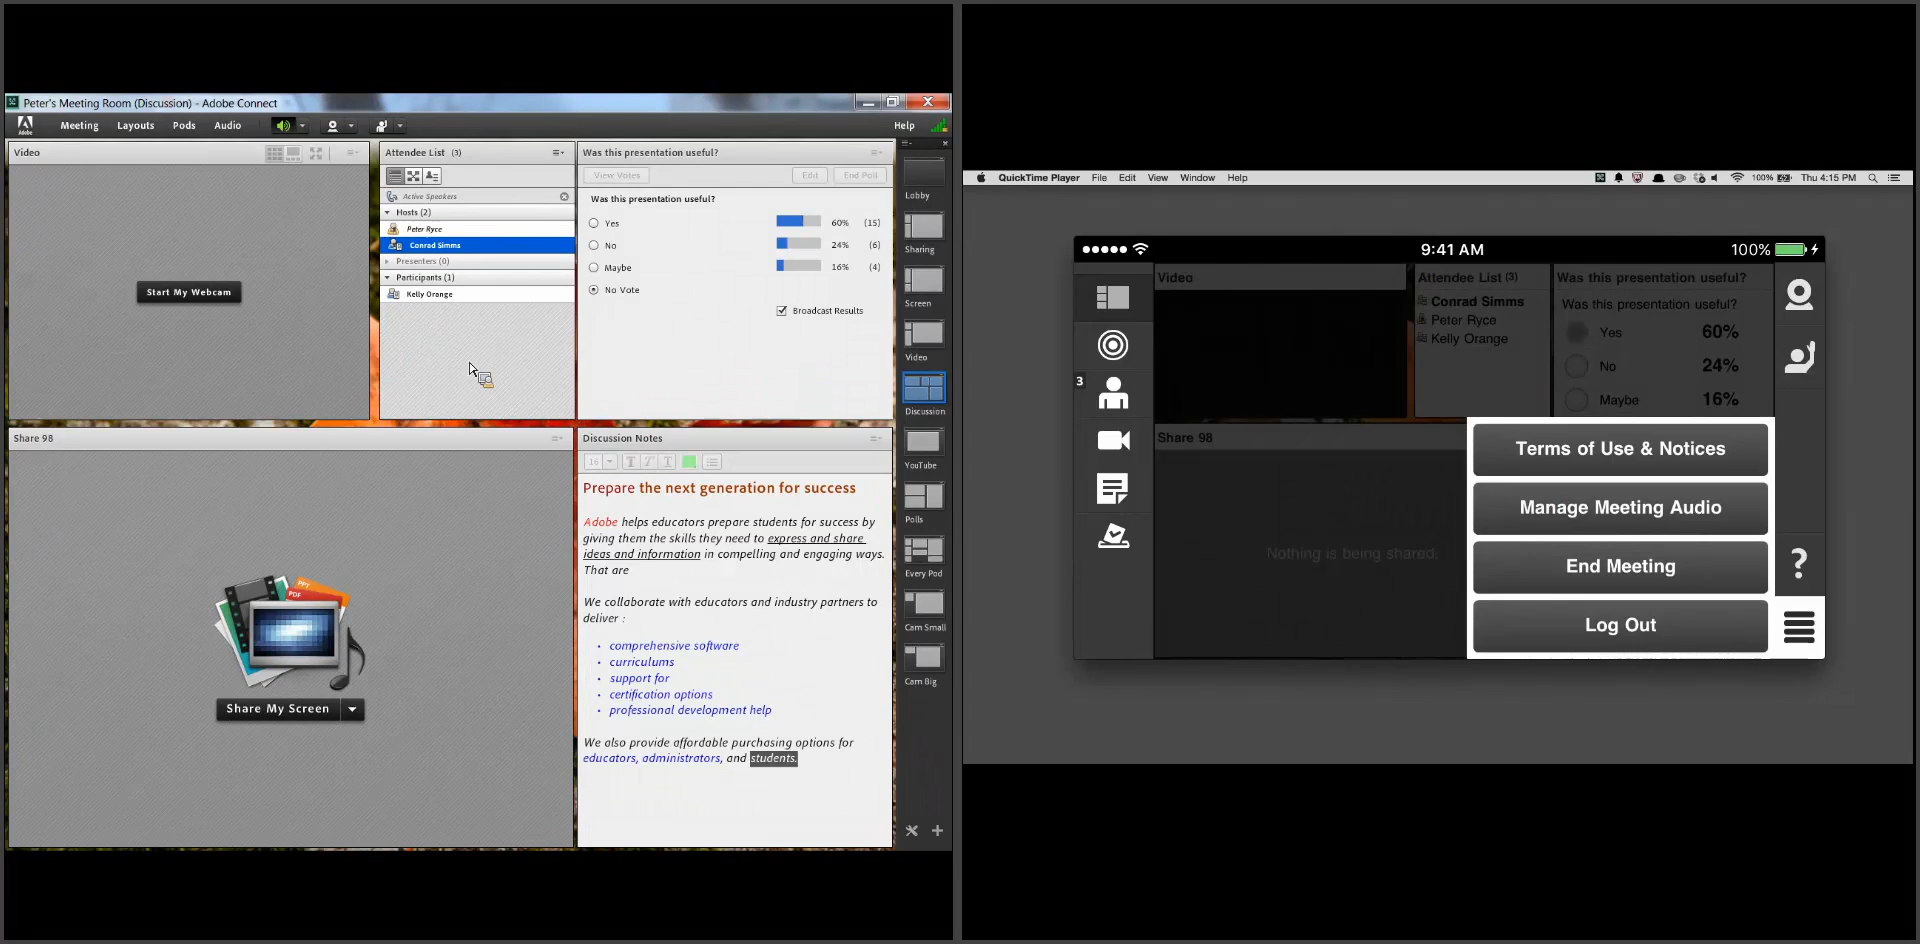 Peter's Meeting Room (Discussion) - Adobe Connect
Adobe
Meeting
Layouts
Pods
Audio
Help
Video
Start My Webcam
Attendee List (3)
Active Speakers
Hosts (2)
Peter Ryce
Conrad Simms
Presenters (0)
Participants (1)
Kelly Orange
Was this presentation useful?
View Votes
Edit
End Poll
Was this presentation useful?
Yes 60% (15)
No 24% (6)
Maybe 16% (4)
No Vote
Broadcast Results
Share 98
PPT
PDF
Share My Screen
Discussion Notes
16
T T T
Prepare the next generation for success
Adobe helps educators prepare students for success by
giving them the skills they need to express and share
ideas and information in compelling and engaging ways.
That are
We collaborate with educators and industry partners to
deliver :
• comprehensive software
• curriculums
• support for
• certification options
• professional development help
We also provide affordable purchasing options for
educators, administrators, and students.
Lobby
Sharing
Screen
Video
Discussion
YouTube
Polls
Every Pod
Cam Small
Cam Big
QuickTime Player File Edit View Window Help
100% Thu 4:15 PM
9:41 AM
100%
3
Video
Attendee List (3)
Conrad Simms
Peter Ryce
Kelly Orange
Was this presentation useful?
Was this presentation useful?
Yes 60%
No 24%
Maybe 16%
Share 98
Nothing is being shared.
Terms of Use & Notices
Manage Meeting Audio
End Meeting
Log Out
?